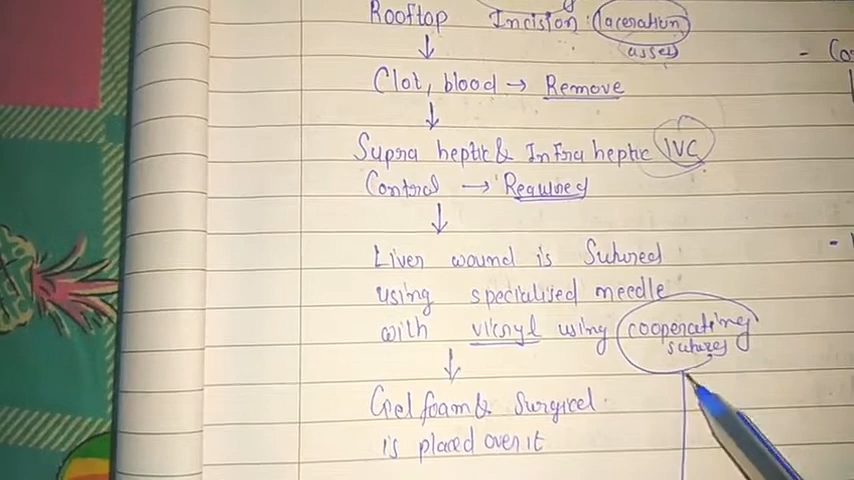 Rooftop Incision (laceration
asses)
↓
Clot, blood → Remove
↓
Supra heptic & Infra heptic IVC
Control → Required
↓
Liver wound is Sutured
using specialised needle
with vicryl using cooperating
sutures
↓
Gel foam & Surgicel
is placed over it
- Co